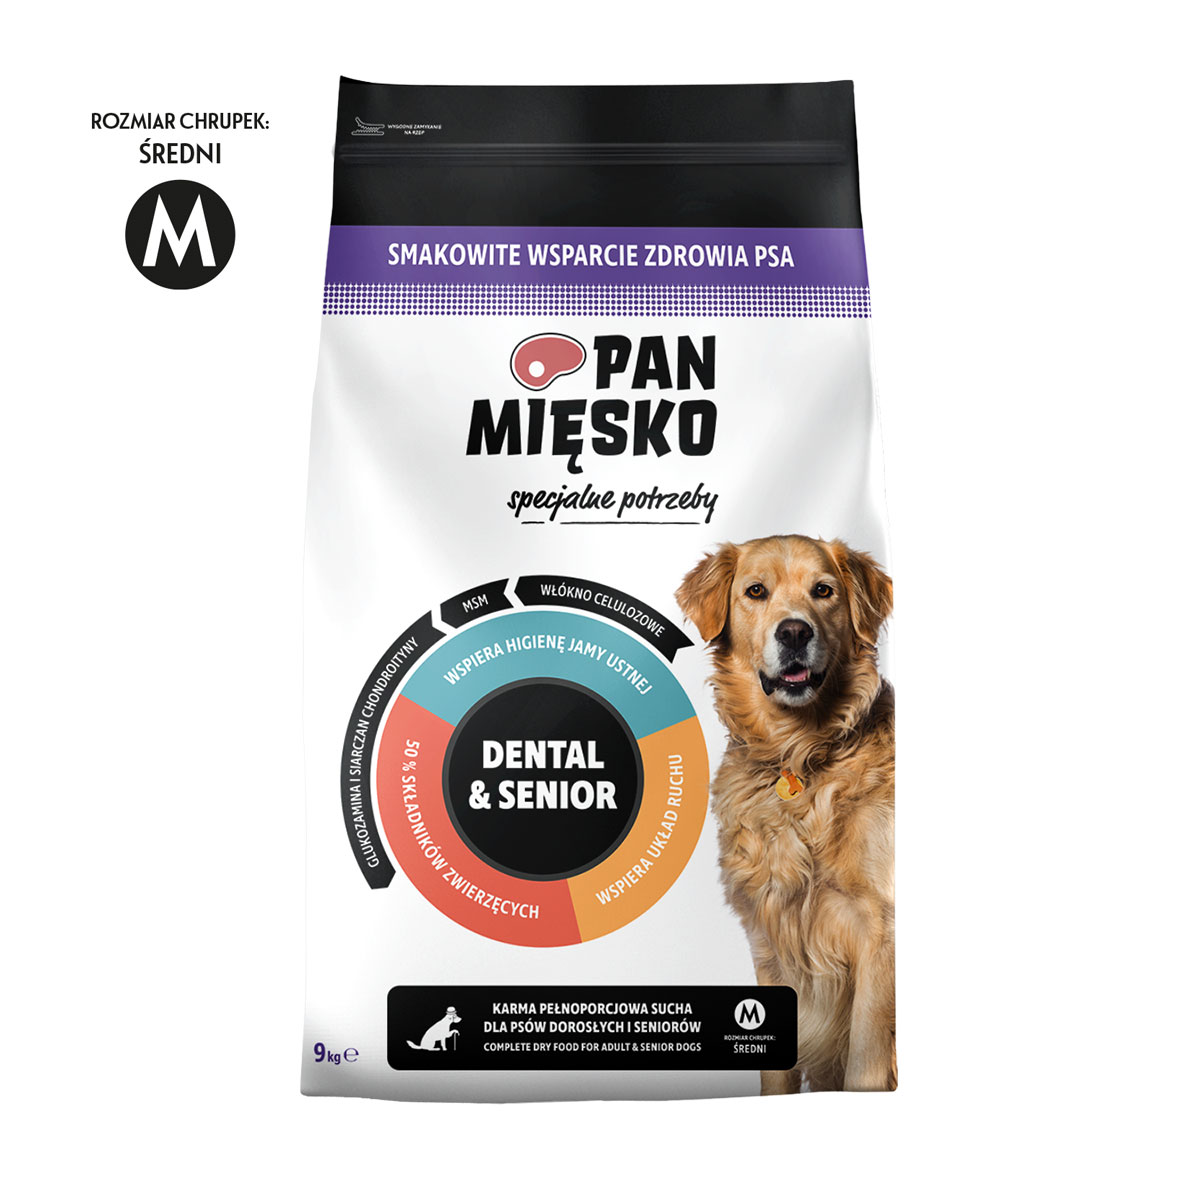 ROZMIAR CHRUPEK:
ŚREDNI
M
WYGODNE ZAMYKANIE
NA RZEP
SMAKOWITE WSPARCIE ZDROWIA PSA
PAN
MIĘSKO
specjalne potrzeby
GLUKOZAMINA I SIARCZAN CHONDROITYNY
MSM
WŁÓKNO CELULOZOWE
WSPIERA HIGIENĘ JAMY USTNEJ
50 % SKŁADNIKÓW ZWIERZĘCYCH
WSPIERA UKŁAD RUCHU
DENTAL
& SENIOR
KARMA PEŁNOPORCJOWA SUCHA
DLA PSÓW DOROSŁYCH I SENIORÓW
COMPLETE DRY FOOD FOR ADULT & SENIOR DOGS
M
ROZMIAR CHRUPEK:
ŚREDNI
9 kg ℮